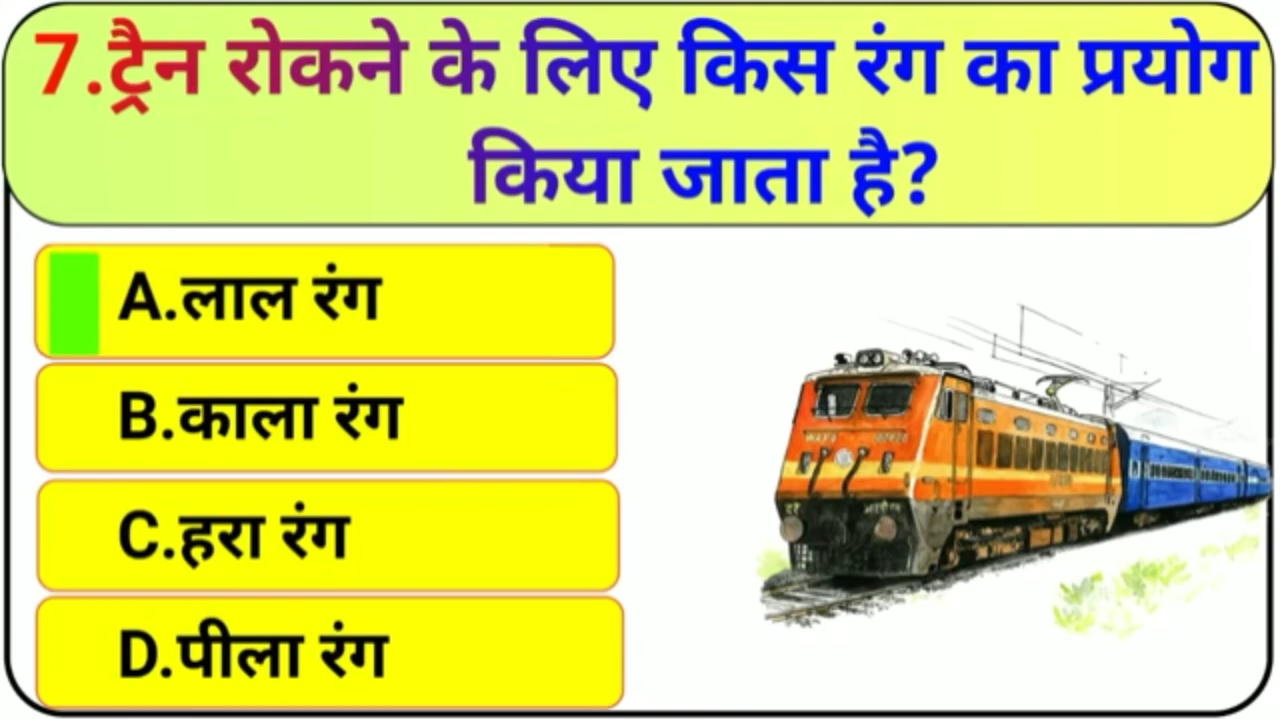 7.ट्रैन रोकने के लिए किस रंग का प्रयोग
किया जाता है?
A.लाल रंग
B.काला रंग
C.हरा रंग
D.पीला रंग